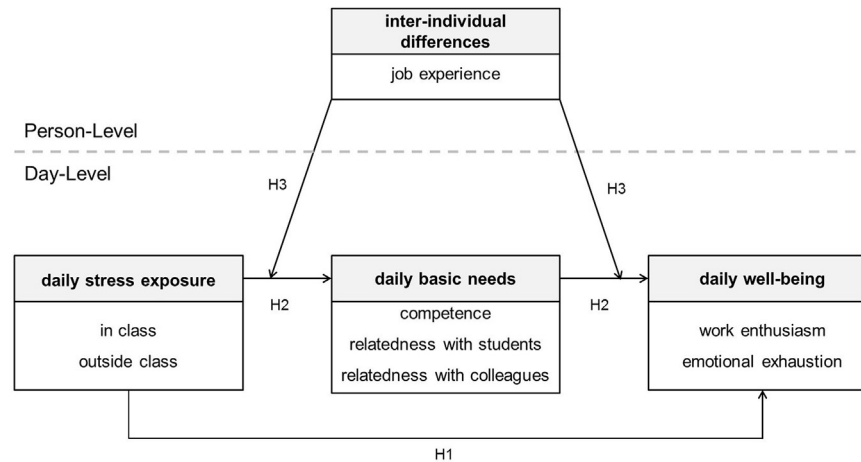 inter-individual
differences
job experience
Person-Level
Day-Level
H3
H3
daily stress exposure
in class
outside class
H2
daily basic needs
competence
relatedness with students
relatedness with colleagues
H2
daily well-being
work enthusiasm
emotional exhaustion
H1